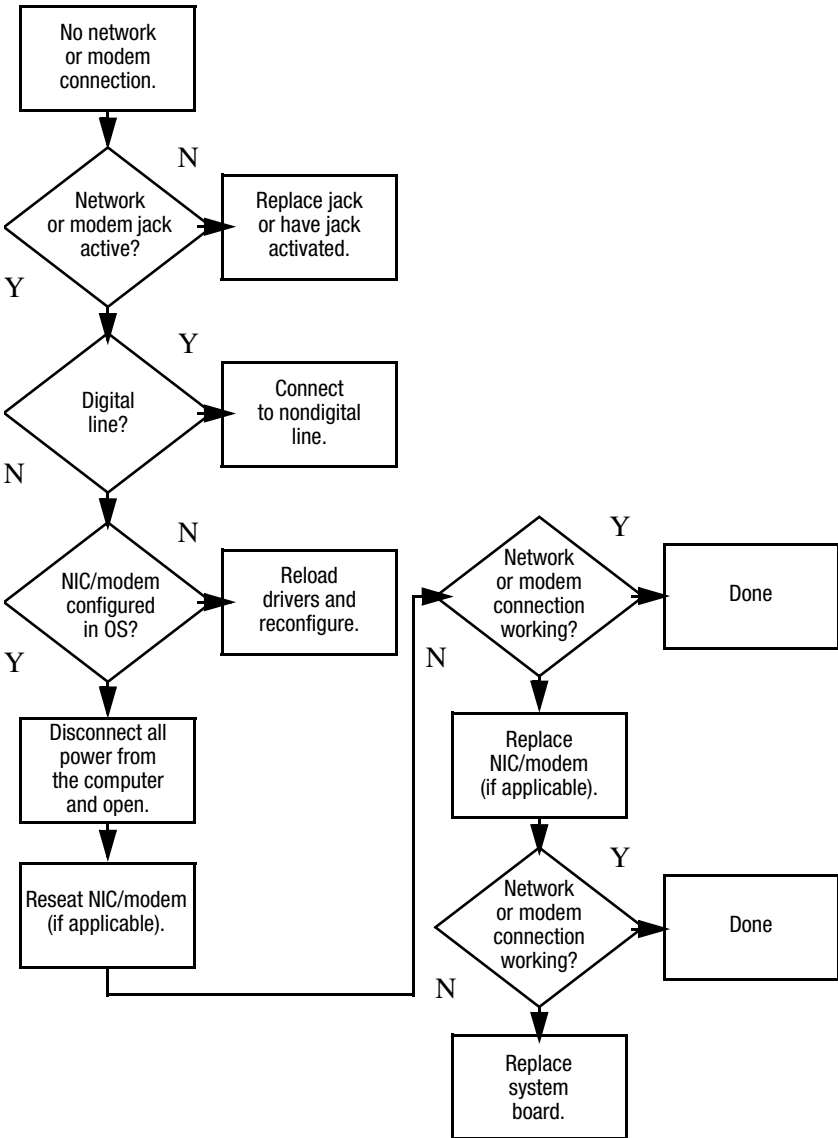 No network
or modem
connection.
N
Network
or modem jack
active?
Replace jack
or have jack
activated.
Y
Y
Digital
line?
Connect
to nondigital
line.
N
N
NIC/modem
configured
in OS?
Reload
drivers and
reconfigure.
Y
Disconnect all
power from
the computer
and open.
Reseat NIC/modem
(if applicable).
Y
Network
or modem
connection
working?
Done
N
Replace
NIC/modem
(if applicable).
Y
Network
or modem
connection
working?
Done
N
Replace
system
board.